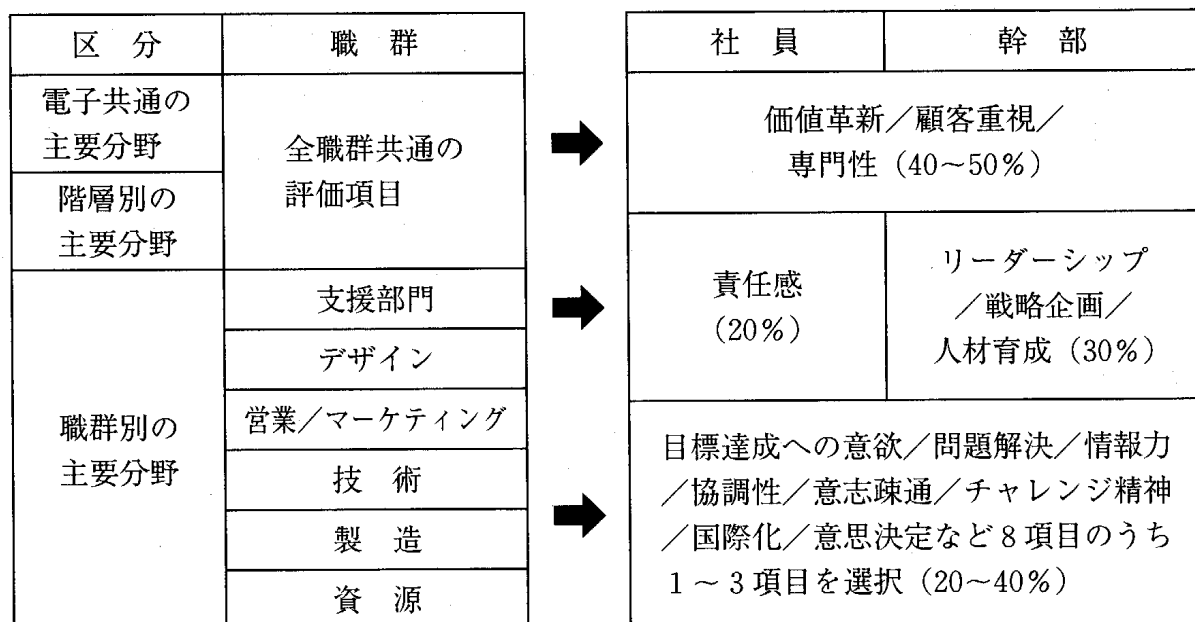 区 分
職 群
電子共通の
主要分野
階層別の
主要分野
全職群共通の
評価項目
職群別の
主要分野
支援部門
デザイン
営業／マーケティング
技 術
製 造
資 源
社 員
幹 部
価値革新／顧客重視／
専門性（40～50%）
責任感
（20%）
リーダーシップ
／戦略企画／
人材育成（30%）
目標達成への意欲／問題解決／情報力
／協調性／意志疎通／チャレンジ精神
／国際化／意思決定など8項目のうち
1～3項目を選択（20～40%）